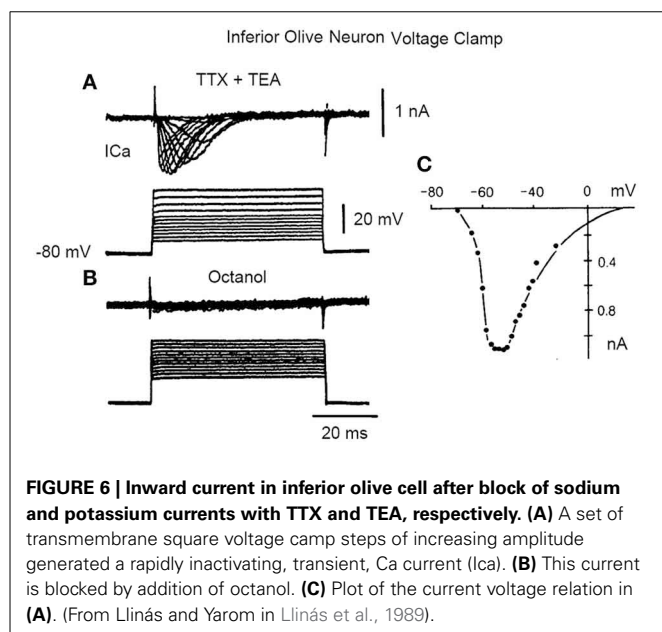 Inferior Olive Neuron Voltage Clamp
A
TTX + TEA
1 nA
ICa
20 mV
-80 mV
B
Octanol
20 ms
C
-80 -60 -40 0 mV
0.4
0.8
nA
FIGURE 6 | Inward current in inferior olive cell after block of sodium
and potassium currents with TTX and TEA, respectively. (A) A set of
transmembrane square voltage camp steps of increasing amplitude
generated a rapidly inactivating, transient, Ca current (Ica). (B) This current
is blocked by addition of octanol. (C) Plot of the current voltage relation in
(A). (From Llinás and Yarom in Llinás et al., 1989).